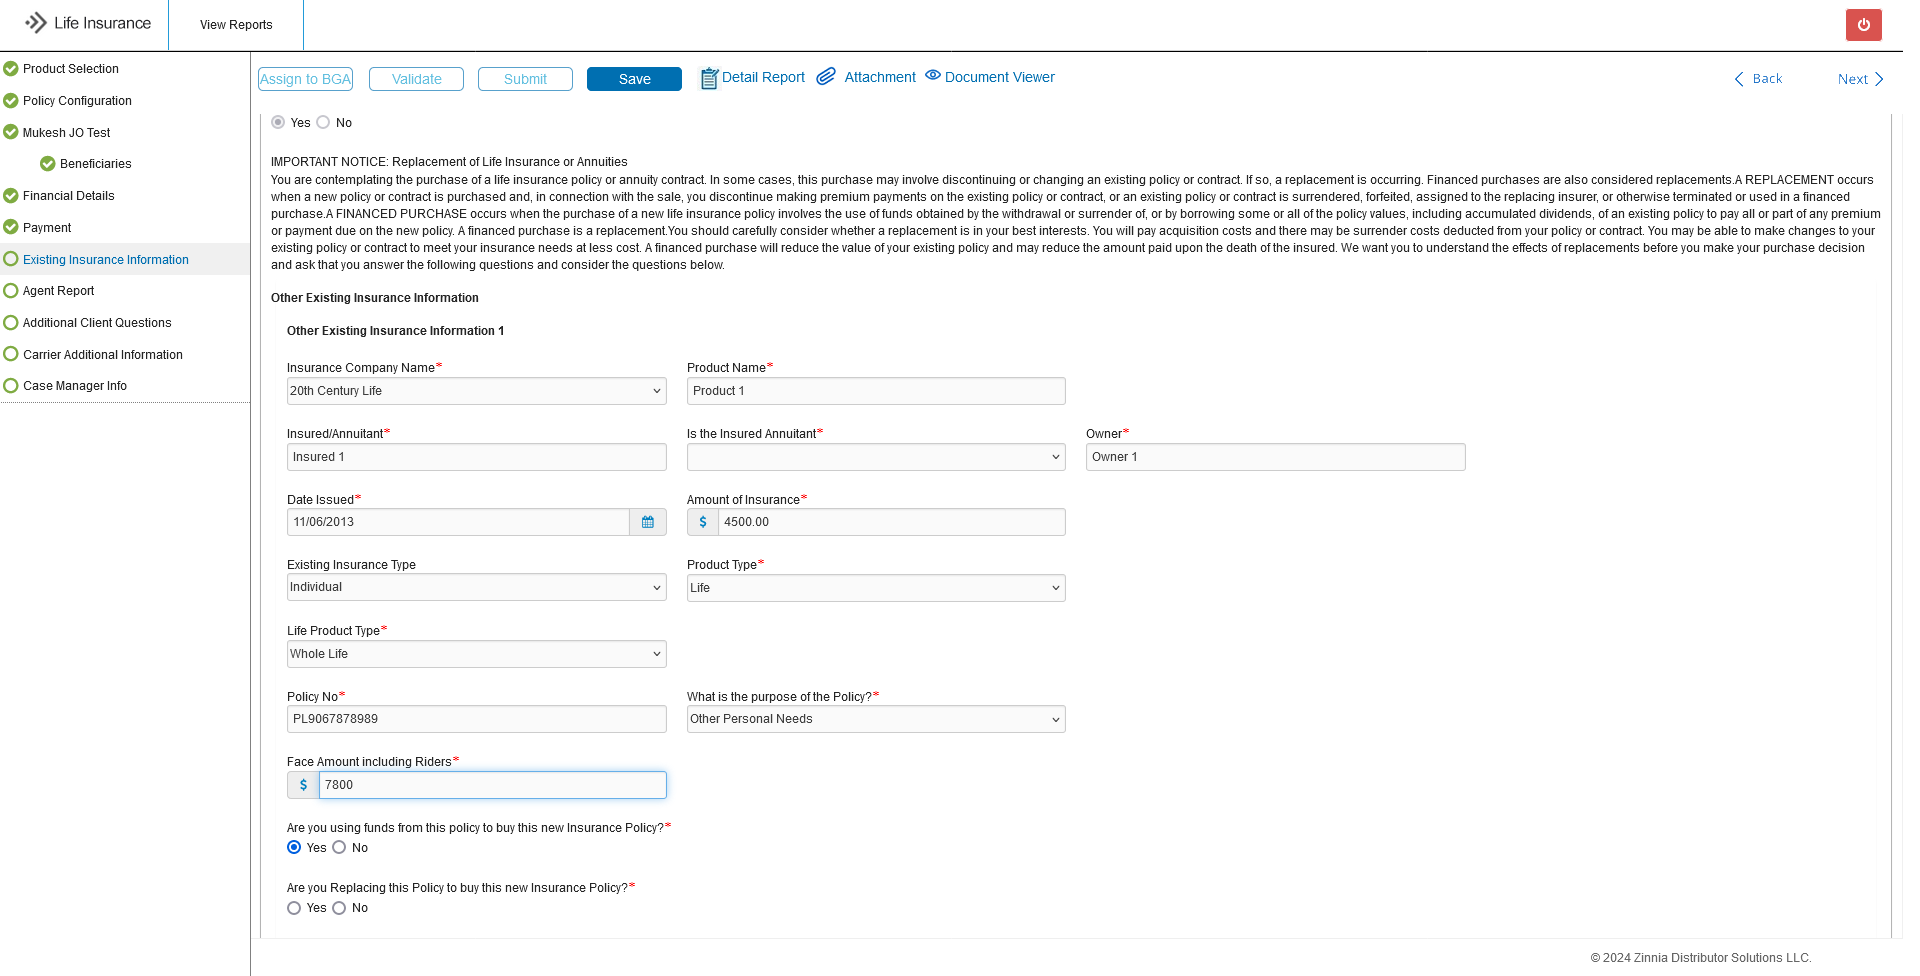 Life Insurance
View Reports
Product Selection
Policy Configuration
Mukesh JO Test
Beneficiaries
Financial Details
Payment
Existing Insurance Information
Agent Report
Additional Client Questions
Carrier Additional Information
Case Manager Info
Assign to BGA
Validate
Submit
Save
Detail Report
Attachment
Document Viewer
Back
Next
Yes No
IMPORTANT NOTICE: Replacement of Life Insurance or Annuities
You are contemplating the purchase of a life insurance policy or annuity contract. In some cases, this purchase may involve discontinuing or changing an existing policy or contract. If so, a replacement is occurring. Financed purchases are also considered replacements.A REPLACEMENT occurs
when a new policy or contract is purchased and, in connection with the sale, you discontinue making premium payments on the existing policy or contract, or an existing policy or contract is surrendered, forfeited, assigned to the replacing insurer, or otherwise terminated or used in a financed
purchase.A FINANCED PURCHASE occurs when the purchase of a new life insurance policy involves the use of funds obtained by the withdrawal or surrender of, or by borrowing some or all of the policy values, including accumulated dividends, of an existing policy to pay all or part of any premium
or payment due on the new policy. A financed purchase is a replacement.You should carefully consider whether a replacement is in your best interests. You will pay acquisition costs and there may be surrender costs deducted from your policy or contract. You may be able to make changes to your
existing policy or contract to meet your insurance needs at less cost. A financed purchase will reduce the value of your existing policy and may reduce the amount paid upon the death of the insured. We want you to understand the effects of replacements before you make your purchase decision
and ask that you answer the following questions and consider the questions below.
Other Existing Insurance Information
Other Existing Insurance Information 1
Insurance Company Name* Product Name*
20th Century Life Product 1
Insured/Annuitant* Is the Insured Annuitant* Owner*
Insured 1 Owner 1
Date Issued* Amount of Insurance*
11/06/2013 $ 4500.00
Existing Insurance Type Product Type*
Individual Life
Life Product Type*
Whole Life
Policy No* What is the purpose of the Policy?*
PL9067878989 Other Personal Needs
Face Amount including Riders*
$ 7800
Are you using funds from this policy to buy this new Insurance Policy?*
Yes No
Are you Replacing this Policy to buy this new Insurance Policy?*
Yes No
© 2024 Zinnia Distributor Solutions LLC.